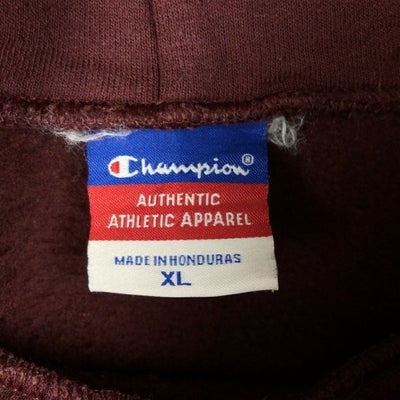 Champion®
AUTHENTIC
ATHLETIC APPAREL
MADE IN HONDURAS
XL